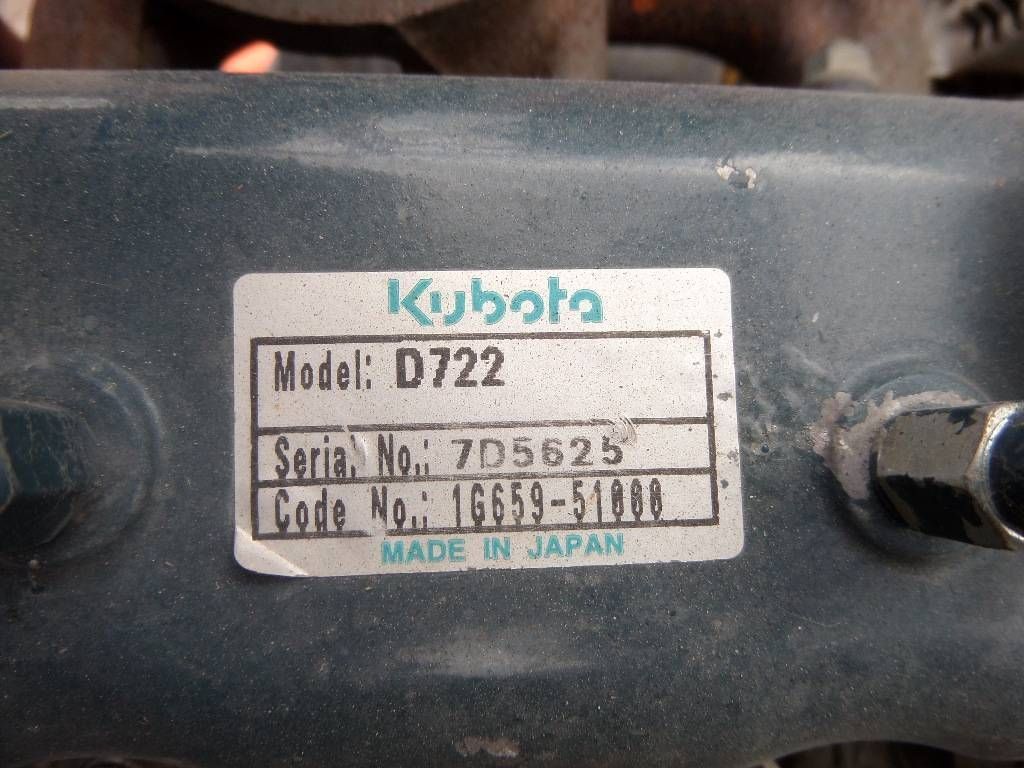 Kubota
Model: D722
Serial No.: 7D5625
Code No.: 1G659-51000
MADE IN JAPAN